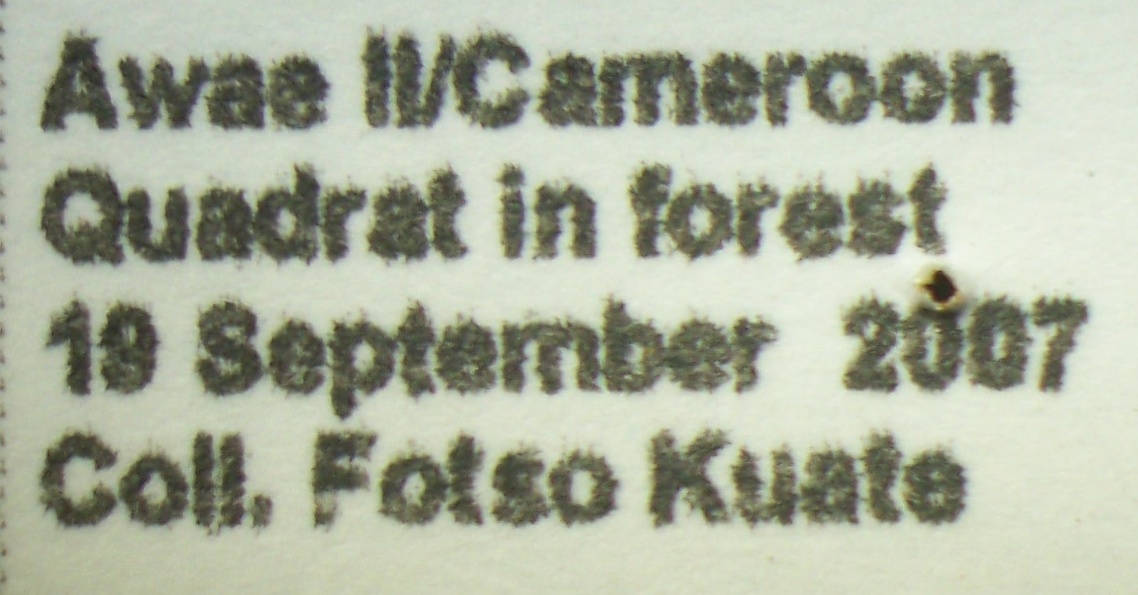 Awae II/Cameroon
Quadrat in forest
19 September 2007
Coll. Fotso Kuate